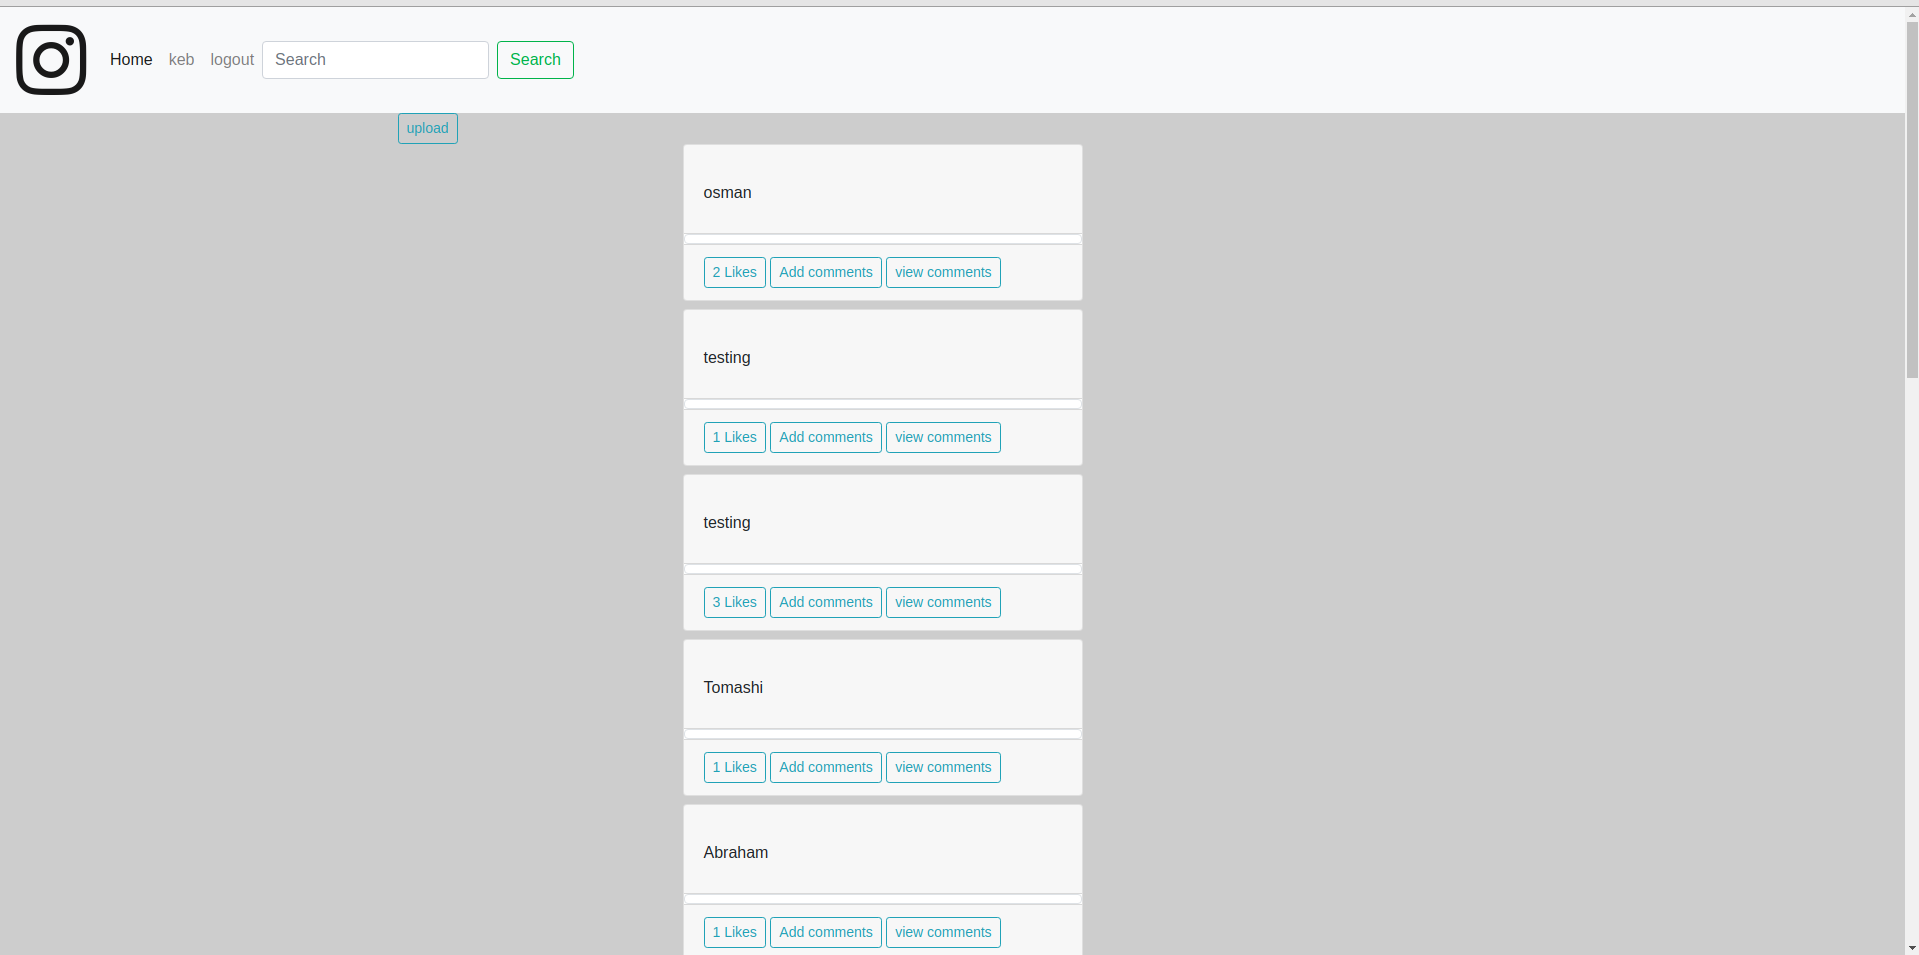 Home keb logout Search Search
upload
osman
2 Likes Add comments view comments
testing
1 Likes Add comments view comments
testing
3 Likes Add comments view comments
Tomashi
1 Likes Add comments view comments
Abraham
1 Likes Add comments view comments